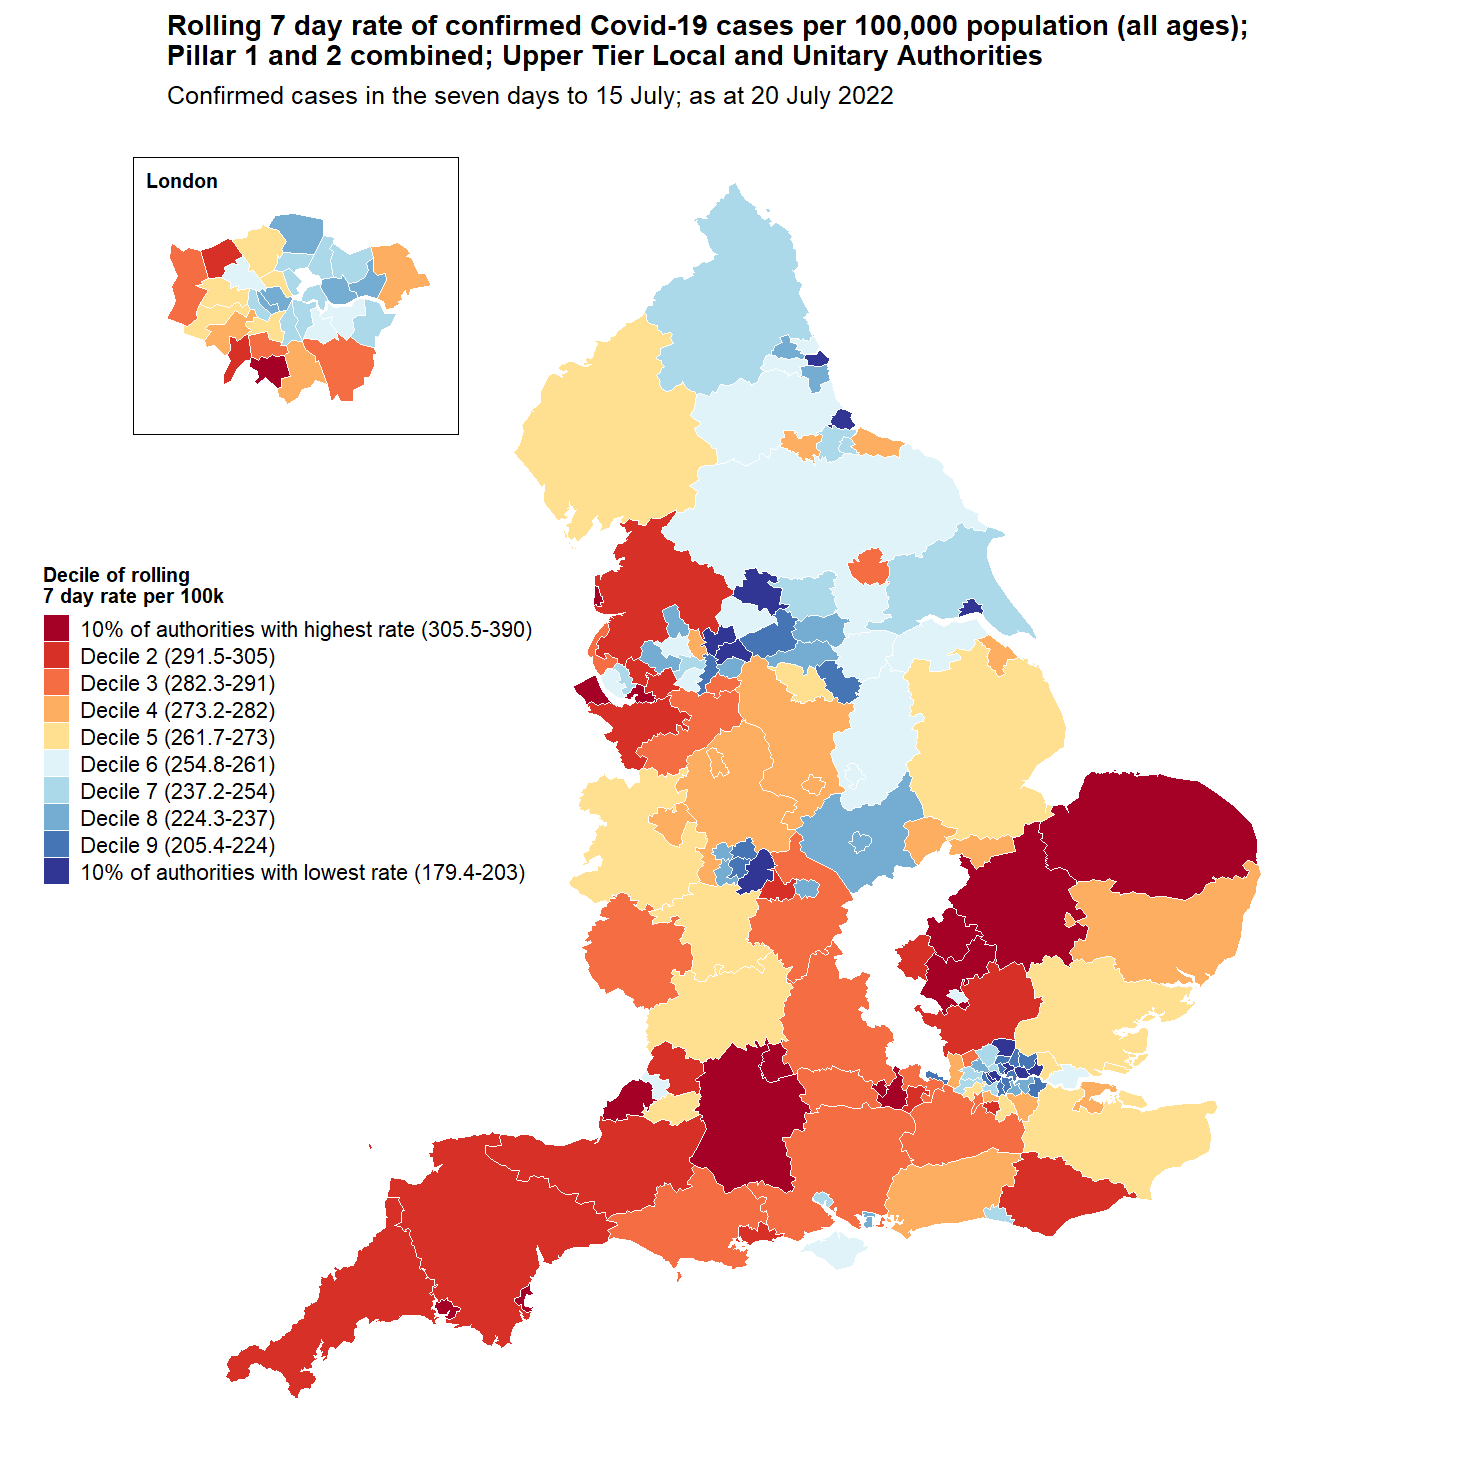 Rolling 7 day rate of confirmed Covid-19 cases per 100,000 population (all ages);
Pillar 1 and 2 combined; Upper Tier Local and Unitary Authorities
Confirmed cases in the seven days to 15 July; as at 20 July 2022
London
Decile of rolling
7 day rate per 100k
10% of authorities with highest rate (305.5-390)
Decile 2 (291.5-305)
Decile 3 (282.3-291)
Decile 4 (273.2-282)
Decile 5 (261.7-273)
Decile 6 (254.8-261)
Decile 7 (237.2-254)
Decile 8 (224.3-237)
Decile 9 (205.4-224)
10% of authorities with lowest rate (179.4-203)